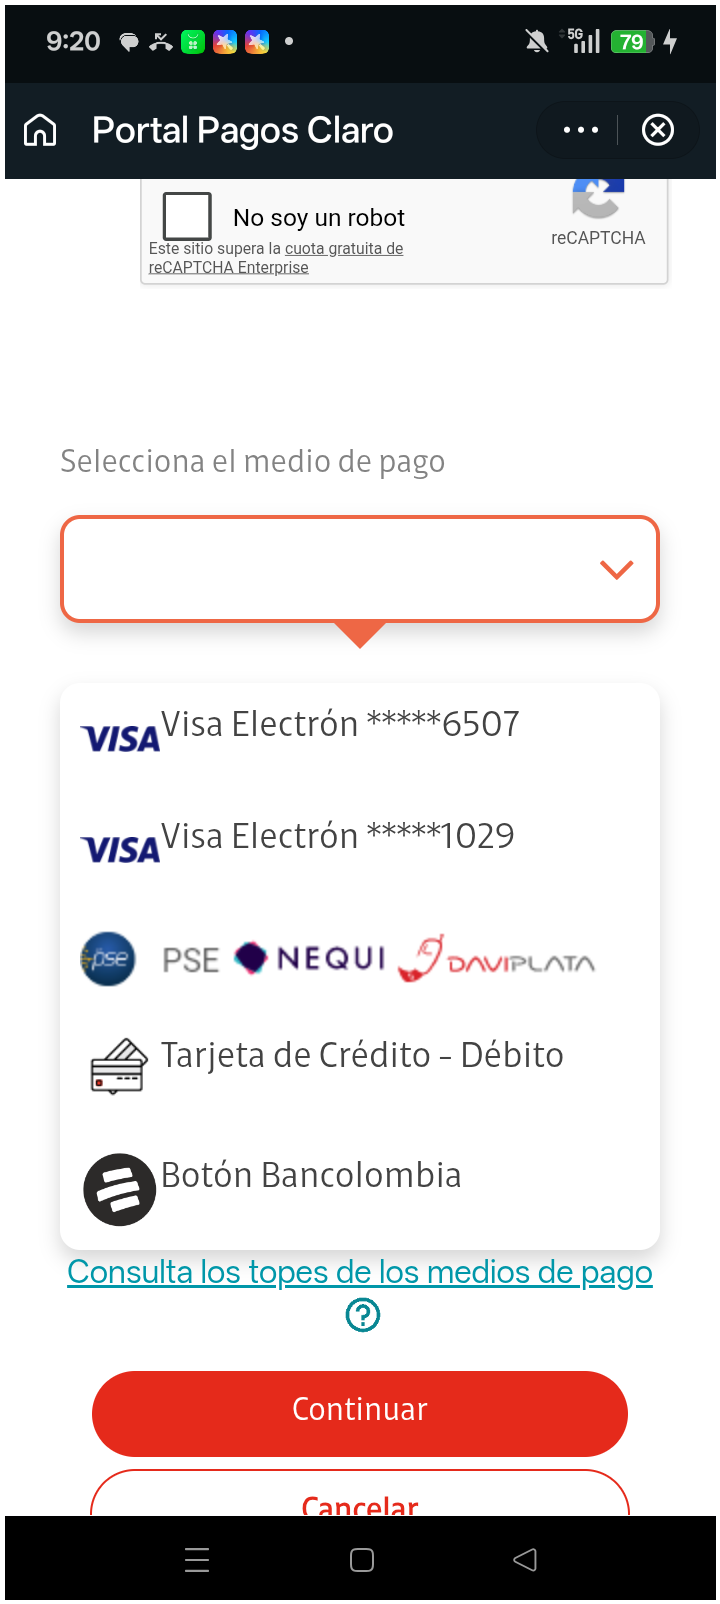 9:20
5G
79
Portal Pagos Claro
No soy un robot
reCAPTCHA
Este sitio supera la cuota gratuita de
reCAPTCHA Enterprise
Selecciona el medio de pago
VISA Visa Electrón *****6507
VISA Visa Electrón *****1029
pse PSE NEQUI DAVIPLATA
Tarjeta de Crédito - Débito
Botón Bancolombia
Consulta los topes de los medios de pago
?
Continuar
Cancelar